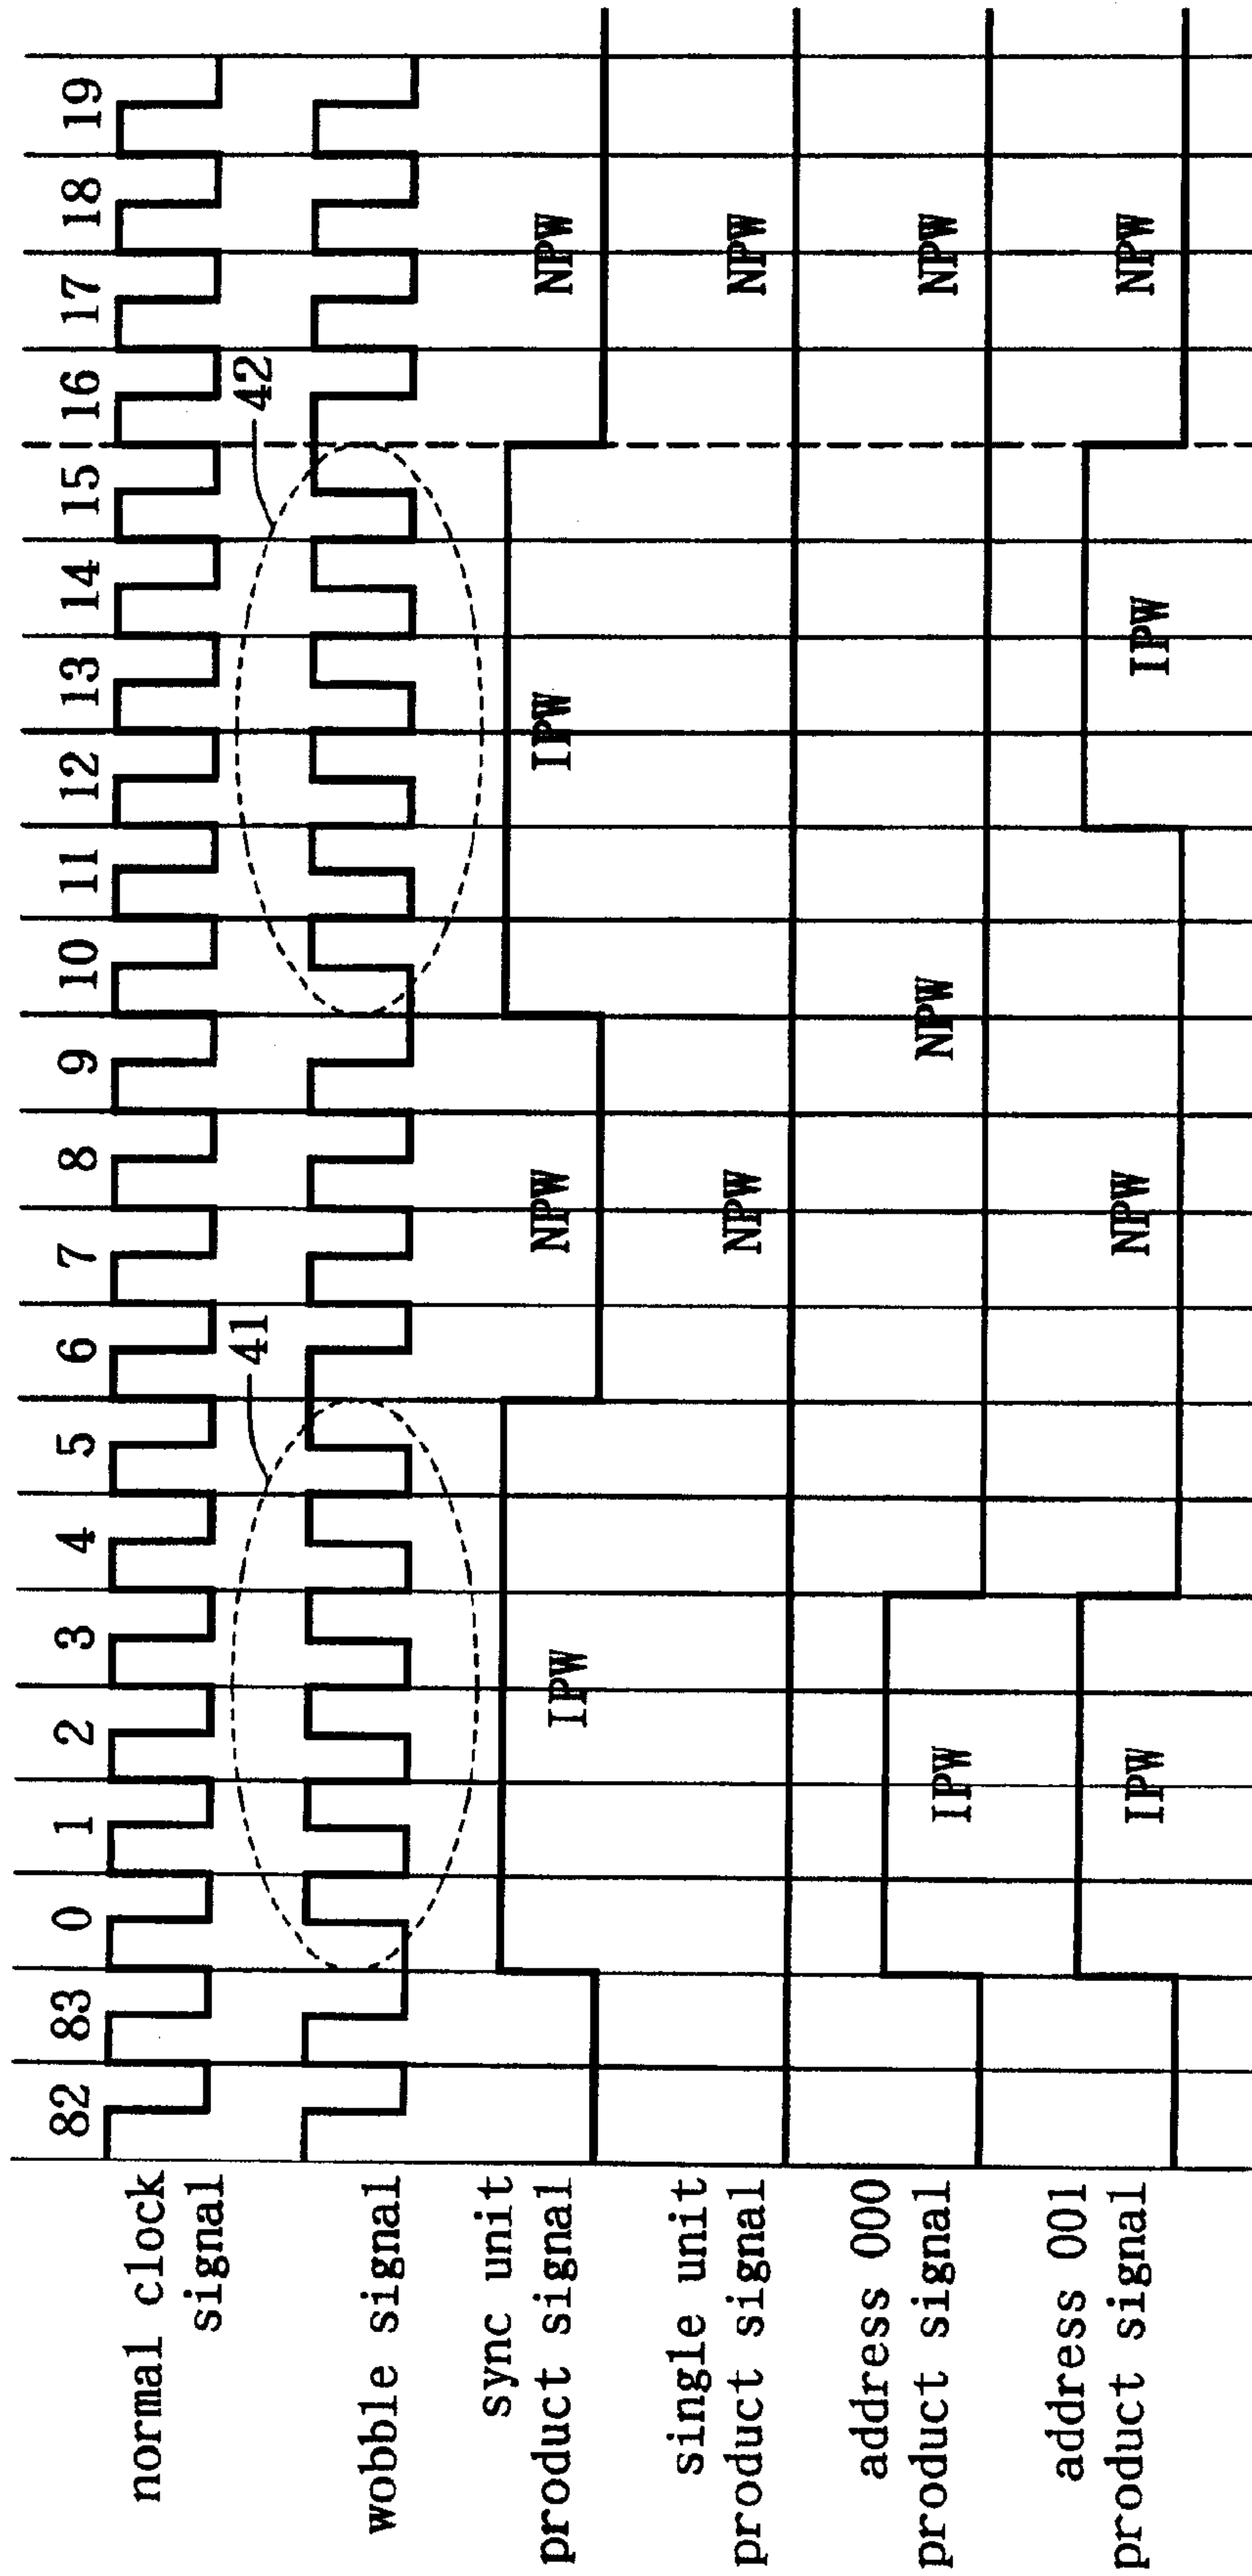 82 83 0 1 2 3 4 5 6 7 8 9 10 11 12 13 14 15 16 17 18 19
normal clock
signal
41
42
wobble signal
sync unit
product signal
IPW NPW IPW NPW
single unit
product signal
NPW NPW
address 000
product signal
IPW NPW NPW
address 001
product signal
IPW NPW IPW NPW